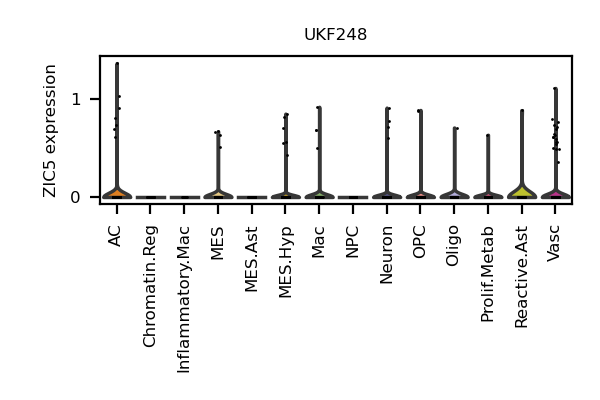 UKF248
ZIC5 expression
1
0
AC
Chromatin.Reg
Inflammatory.Mac
MES
MES.Ast
MES.Hyp
Mac
NPC
Neuron
OPC
Oligo
Prolif.Metab
Reactive.Ast
Vasc